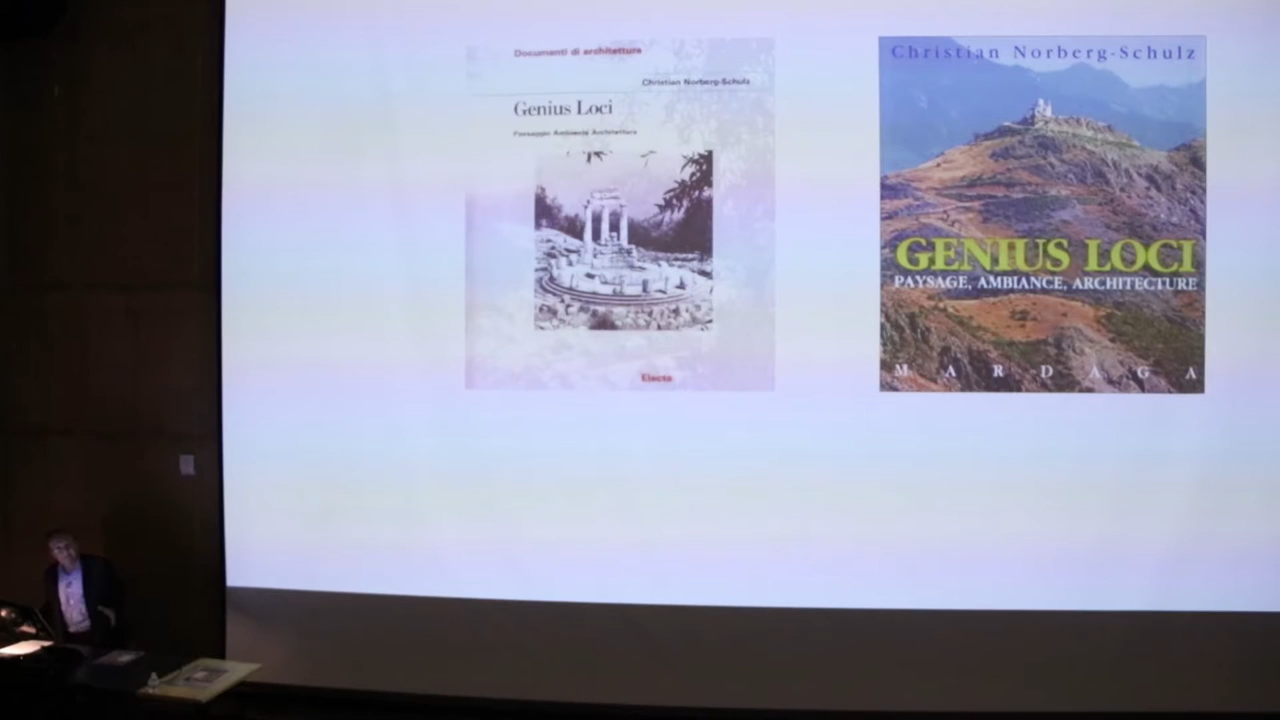 Documenti di architettura
Christian Norberg-Schulz
Genius Loci
Paesaggio Ambiente Architettura
Electa
Christian Norberg-Schulz
GENIUS LOCI
PAYSAGE, AMBIANCE, ARCHITECTURE
MARDAGA